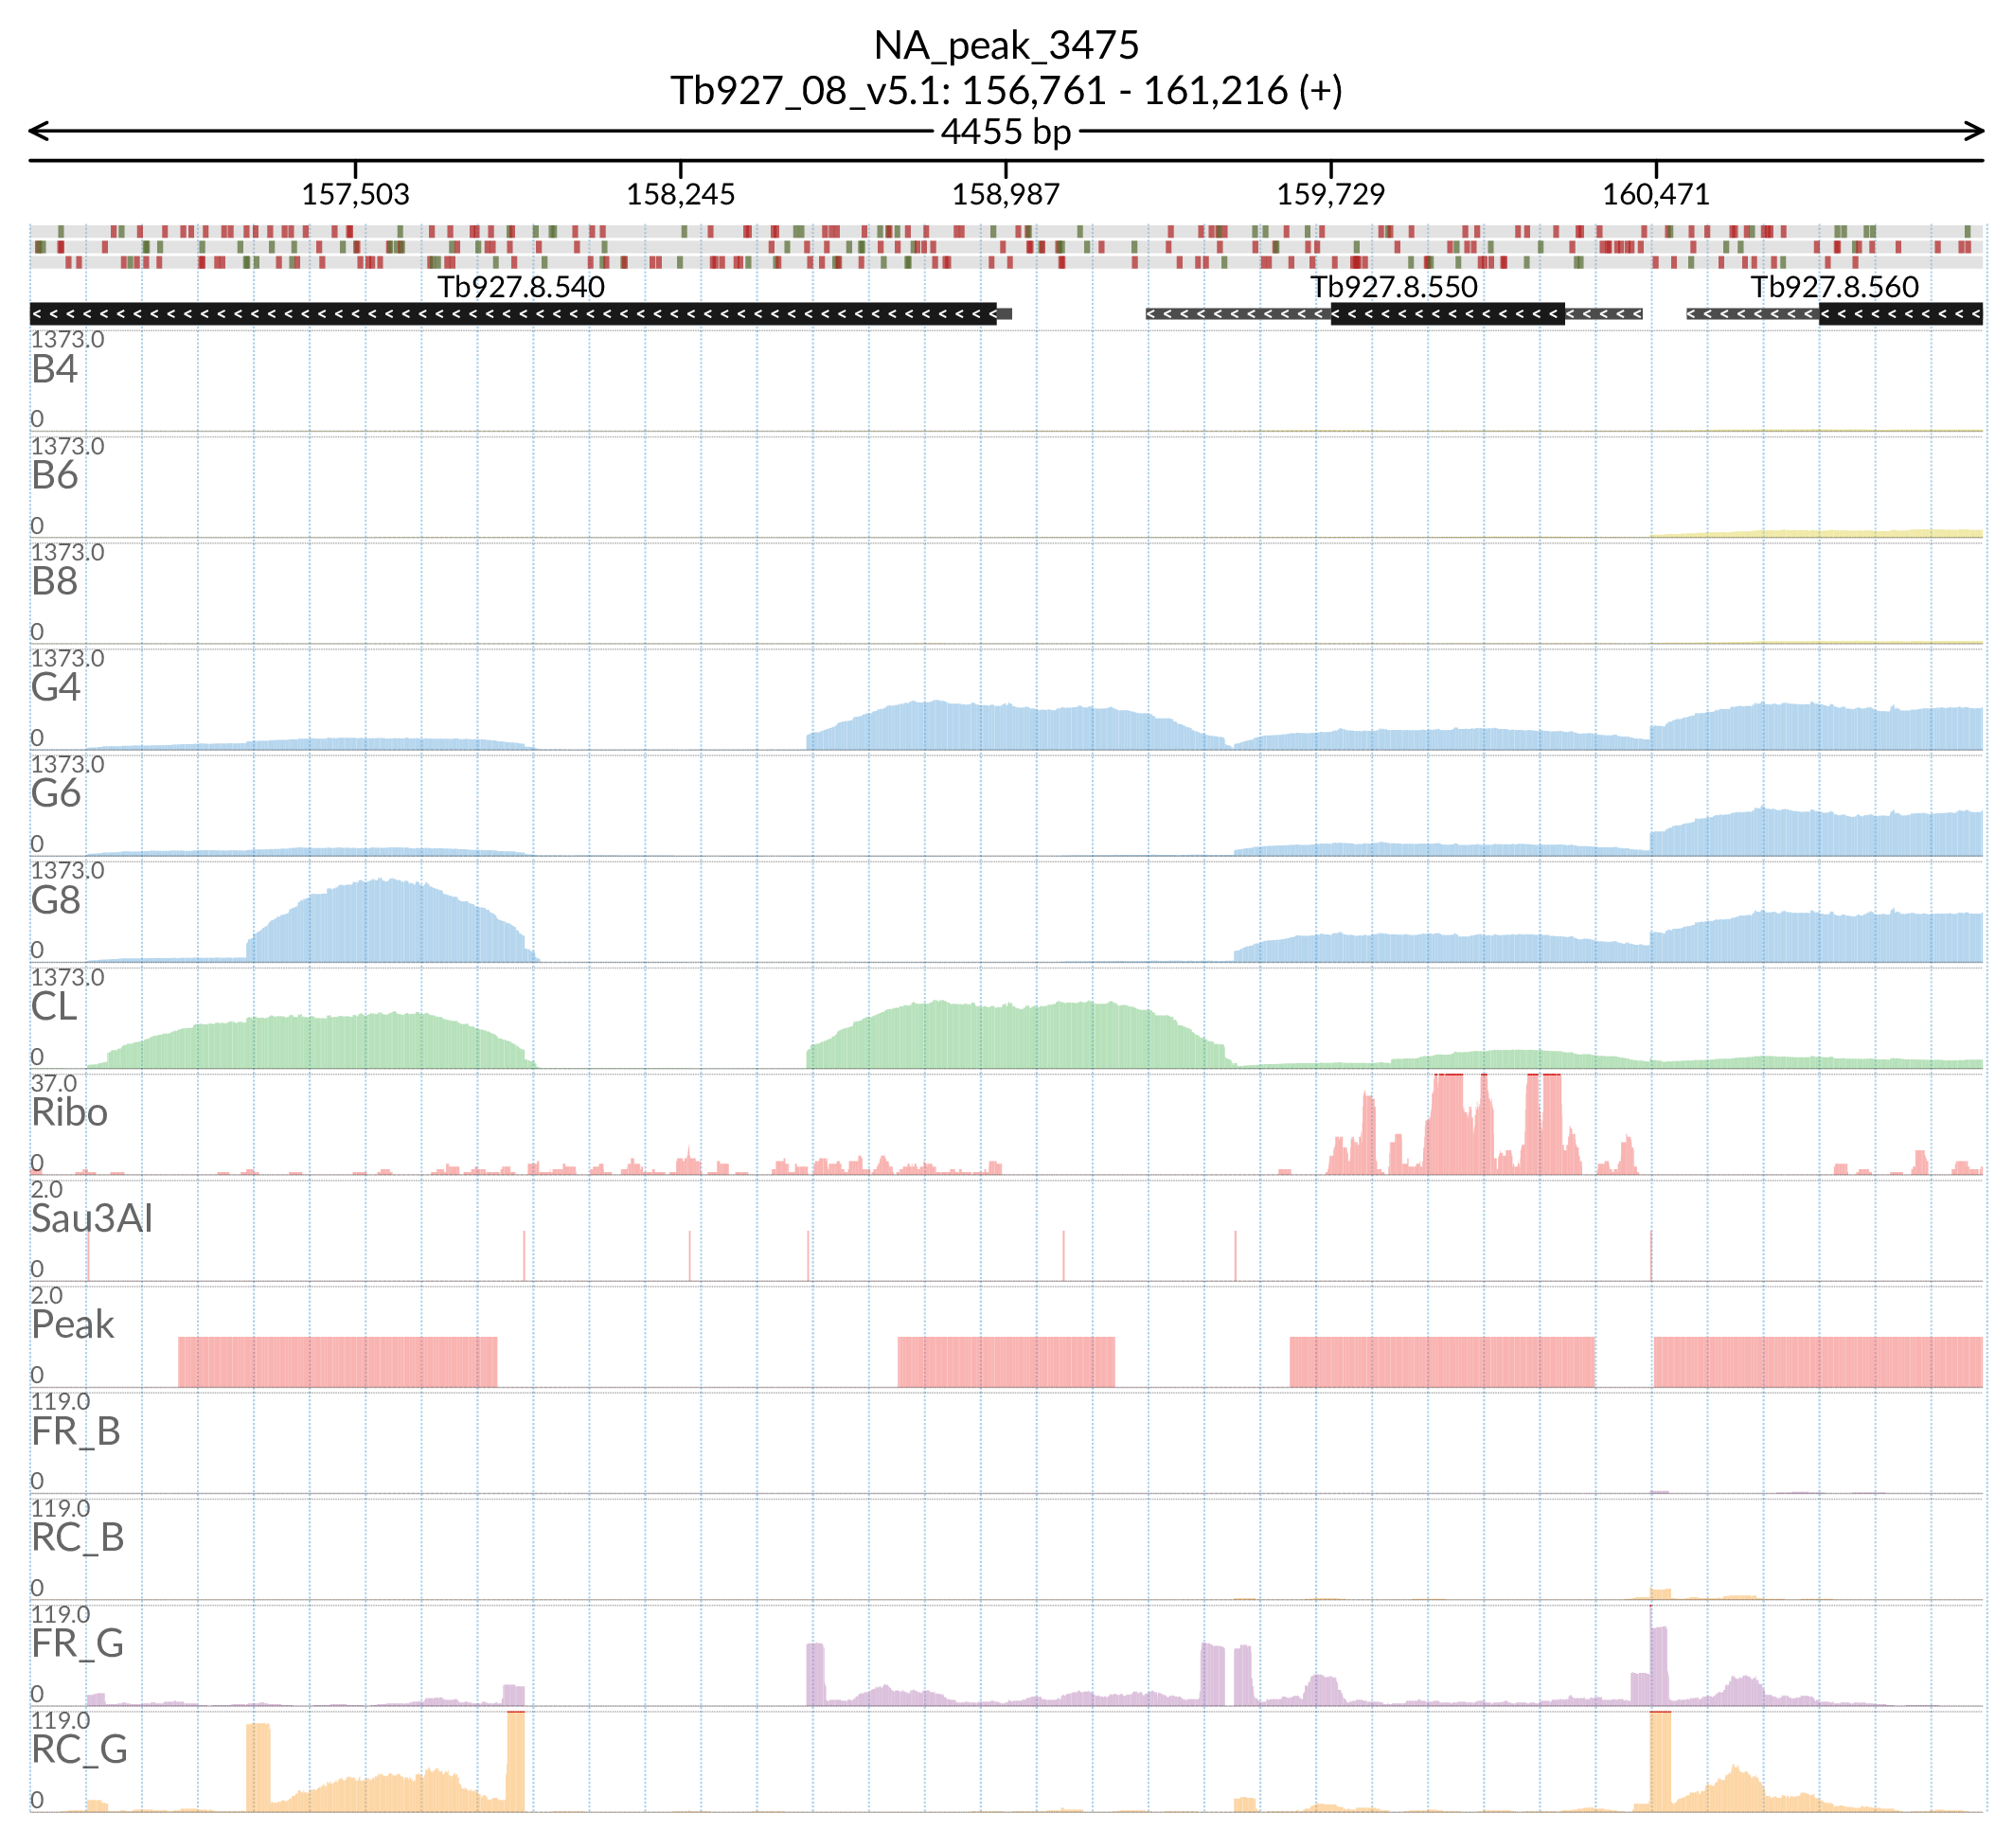 NA_peak_3475
Tb927_08_v5.1: 156,761 - 161,216 (+)
4455 bp
157,503 158,245 158,987 159,729 160,471
Tb927.8.540 Tb927.8.550 Tb927.8.560
1373.0
B4
0
1373.0
B6
0
1373.0
B8
0
1373.0
G4
0
1373.0
G6
0
1373.0
G8
0
1373.0
CL
0
37.0
Ribo
0
2.0
Sau3AI
0
2.0
Peak
0
119.0
FR_B
0
119.0
RC_B
0
119.0
FR_G
0
119.0
RC_G
0